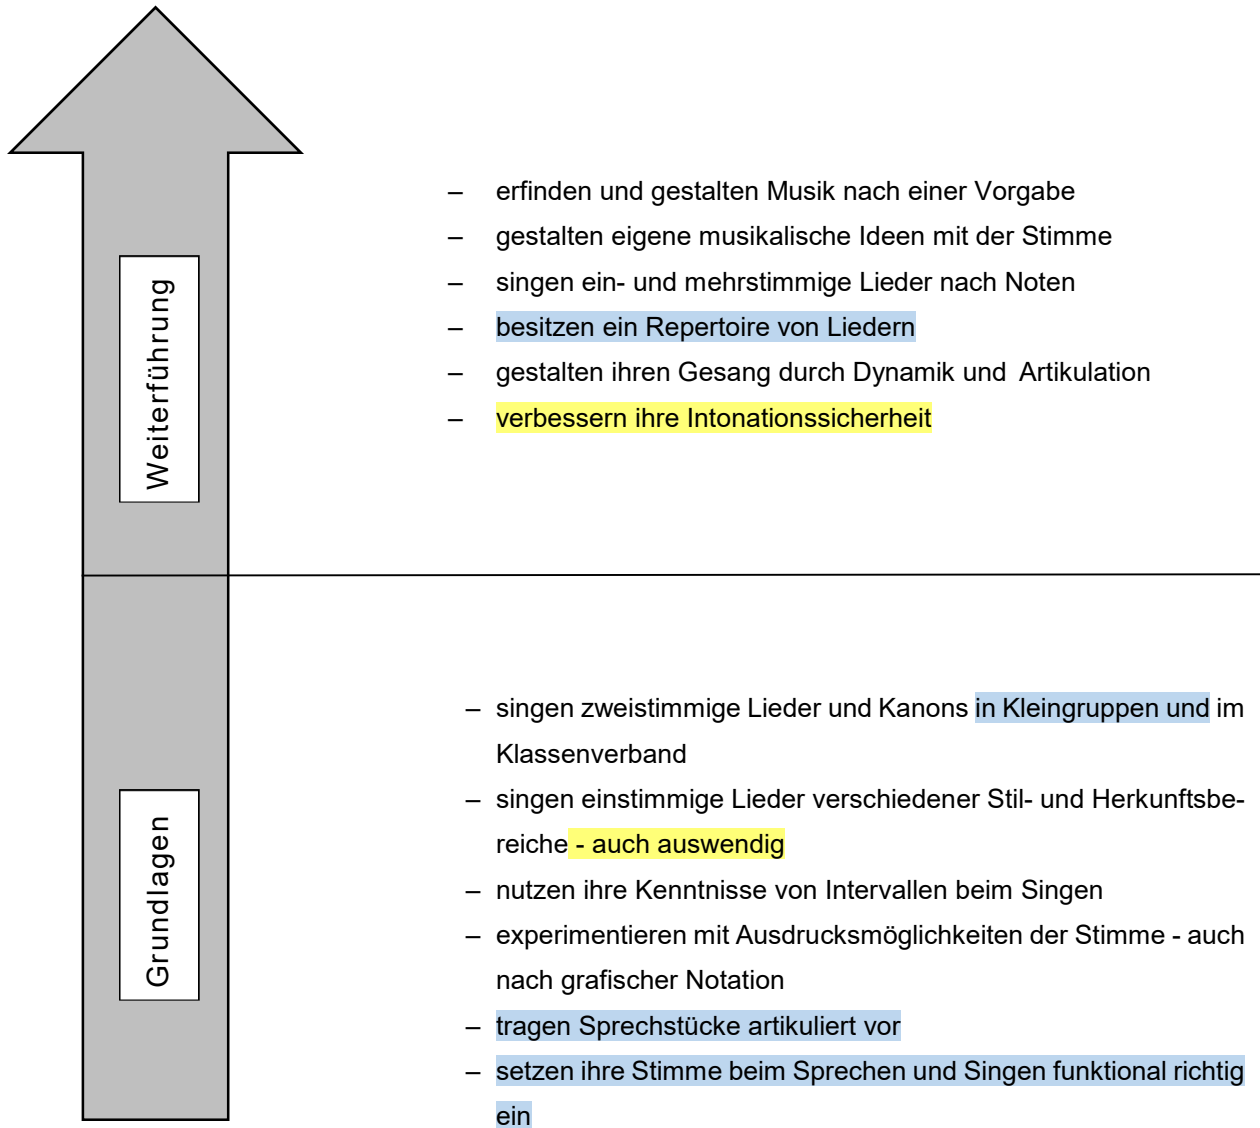 Weiterführung
– erfinden und gestalten Musik nach einer Vorgabe
– gestalten eigene musikalische Ideen mit der Stimme
– singen ein- und mehrstimmige Lieder nach Noten
– besitzen ein Repertoire von Liedern
– gestalten ihren Gesang durch Dynamik und Artikulation
– verbessern ihre Intonationssicherheit
Grundlagen
– singen zweistimmige Lieder und Kanons in Kleingruppen und im
Klassenverband
– singen einstimmige Lieder verschiedener Stil- und Herkunftsbe-
reiche - auch auswendig
– nutzen ihre Kenntnisse von Intervallen beim Singen
– experimentieren mit Ausdrucksmöglichkeiten der Stimme - auch
nach grafischer Notation
– tragen Sprechstücke artikuliert vor
– setzen ihre Stimme beim Sprechen und Singen funktional richtig
ein